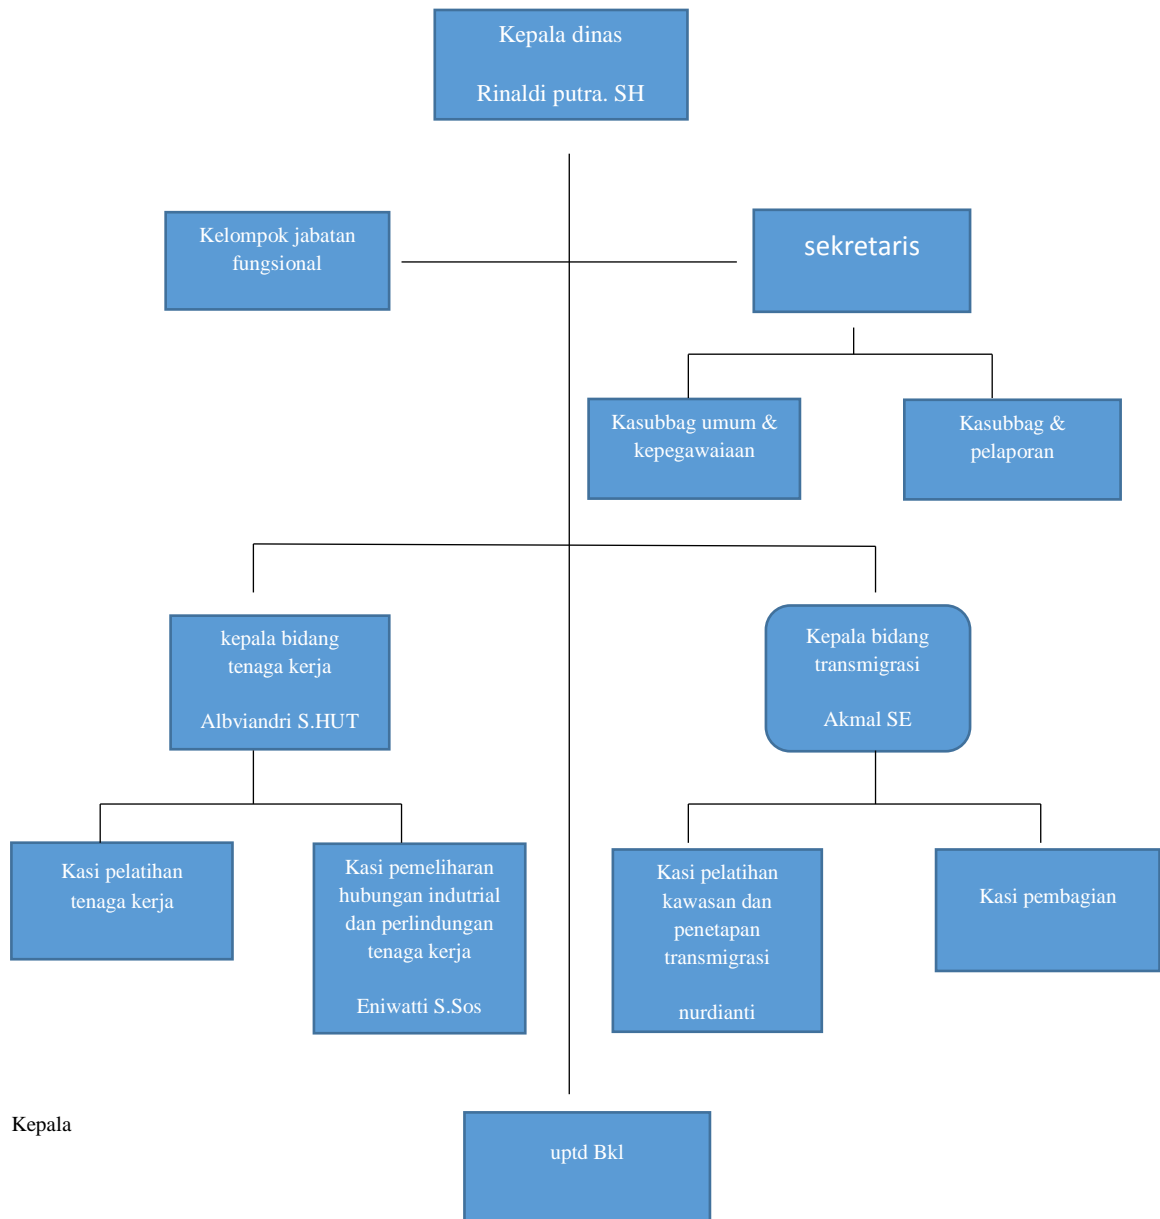 Kepala dinas
Rinaldi putra. SH
Kelompok jabatan
fungsional
sekretaris
Kasubbag umum &
kepegawaiaan
Kasubbag &
pelaporan
kepala bidang
tenaga kerja
Albviandri S.HUT
Kepala bidang
transmigrasi
Akmal SE
Kasi pelatihan
tenaga kerja
Kasi pemeliharan
hubungan indutrial
dan perlindungan
tenaga kerja
Eniwatti S.Sos
Kasi pelatihan
kawasan dan
penetapan
transmigrasi
nurdianti
Kasi pembagian
Kepala
uptd Bkl